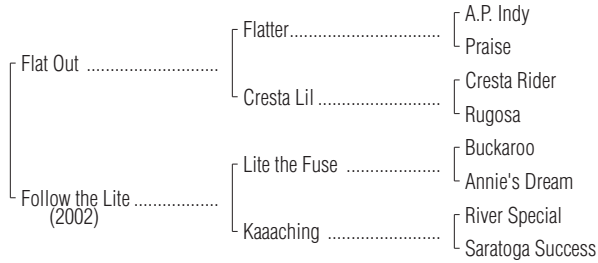 A.P. Indy
Flatter
Praise
Flat Out
Cresta Rider
Cresta Lil
Rugosa
Buckaroo
Lite the Fuse
Annie's Dream
Follow the Lite
(2002)
River Special
Kaaaching
Saratoga Success